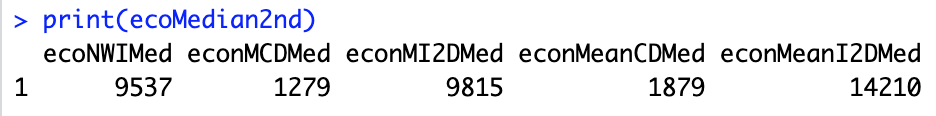 > print(ecoMedian2nd)
ecoNWIMed econMCDMed econMI2DMed econMeanCDMed econMeanI2DMed
1 9537 1279 9815 1879 14210